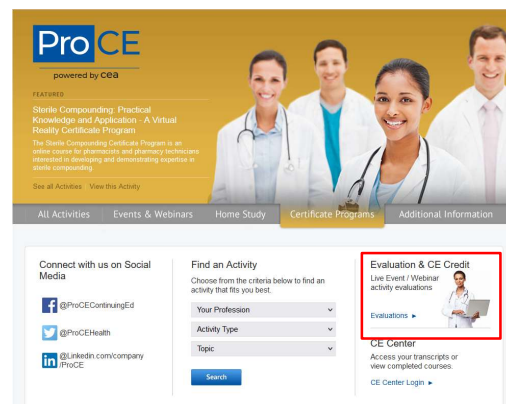 ProCE
powered by cea
FEATURED
Sterile Compounding: Practical
Knowledge and Application - A Virtual
Reality Certificate Program
The Sterile Compounding Certificate Program is an
online course for pharmacists and pharmacy technicians
interested in developing and demonstrating expertise in
sterile compounding.
See all Activities View this Activity
All Activities Events & Webinars Home Study Certificate Programs Additional Information
Connect with us on Social
Media
@ProCEContinuingEd
@ProCEHealth
@Linkedin.com/company
/ProCE
Find an Activity
Choose from the criteria below to find an
activity that fits you best.
Your Profession
Activity Type
Topic
Search
Evaluation & CE Credit
Live Event / Webinar
activity evaluations
Evaluations
CE Center
Access your transcripts or
view completed courses.
CE Center Login